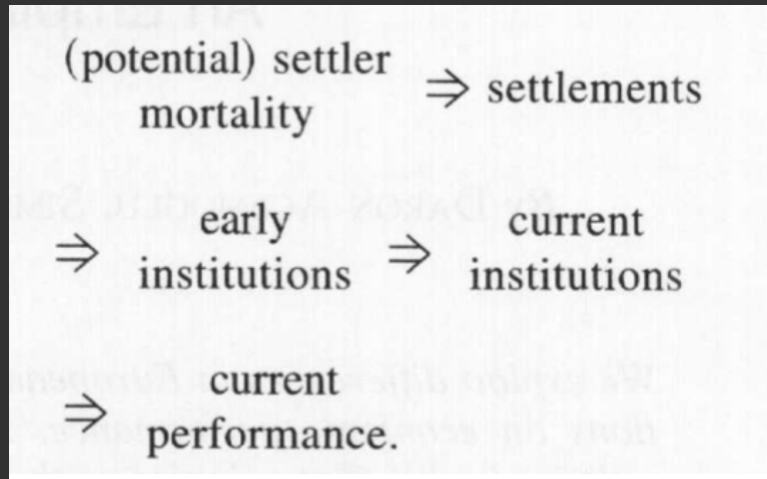 (potential) settler
mortality ⇒ settlements
⇒ early
institutions ⇒ current
institutions
⇒ current
performance.